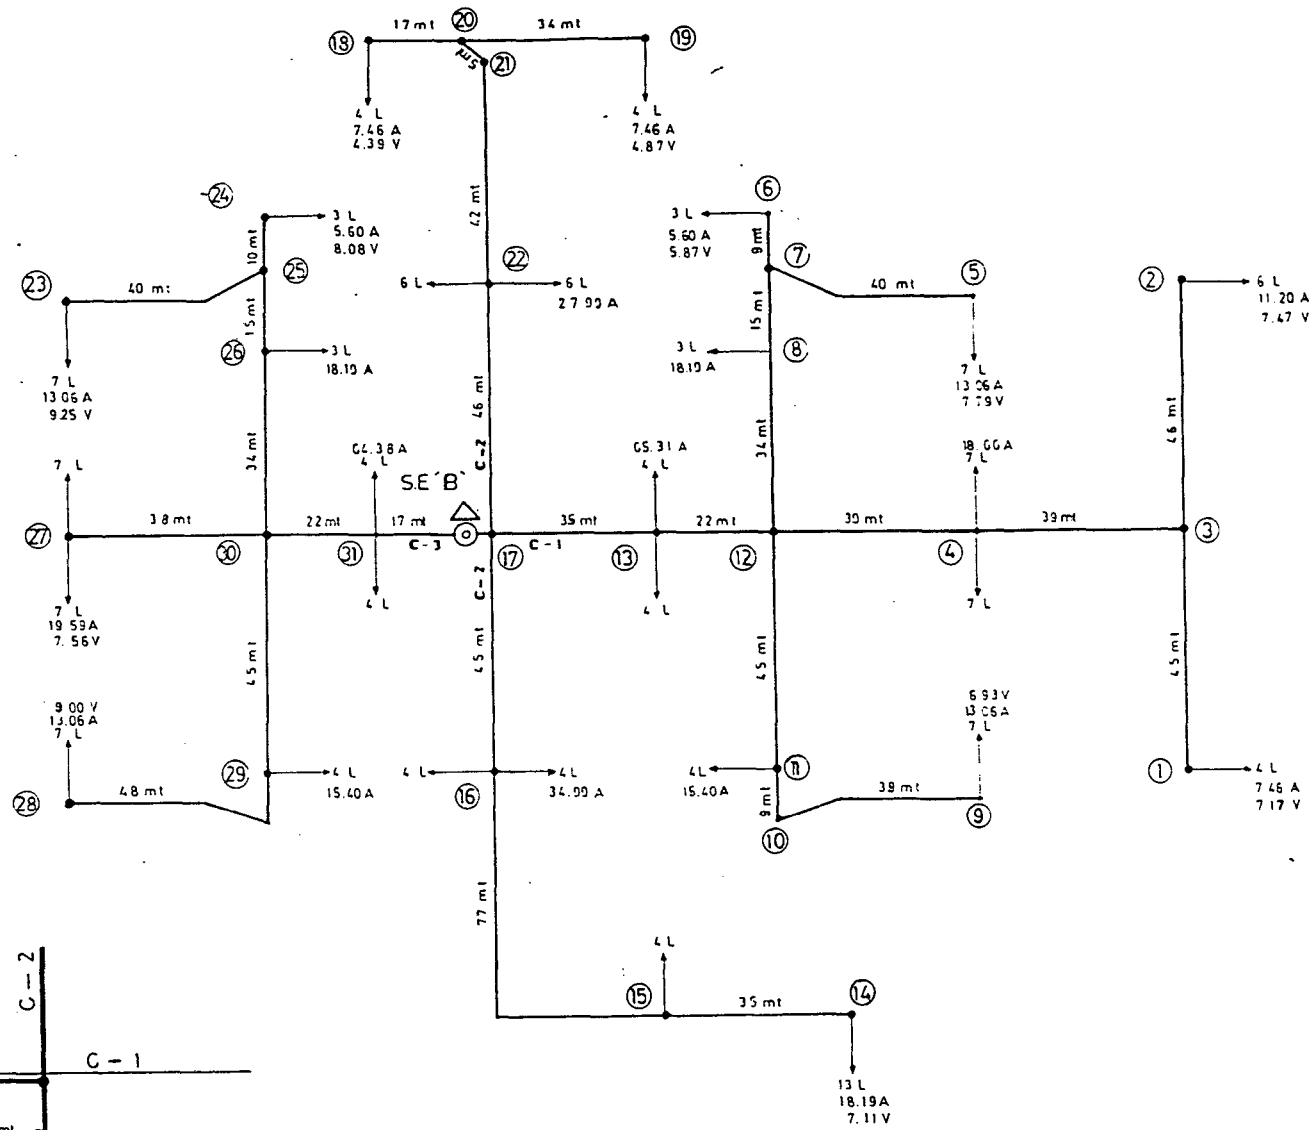 17 mt
20
34 mt
18
19
5 mt
21
4 L
7.46 A
4.39 V
4 L
7.46 A
4.87 V
24
42 mt
6
3 L
5.60 A
8.08 V
3 L
5.60 A
5.87 V
10 mt
9 mt
25
22
7
5
2
23
40 mt
6 L
6 L
27.99 A
40 mt
6 L
11.20 A
7.47 V
15 mt
15 mt
26
3 L
18.19 A
3 L
18.19 A
8
7 L
13.06 A
9.25 V
7 L
13.06 A
7.79 V
46 mt
46 mt
34 mt
34 mt
C-2
7 L
64.38 A
4 L
S.E "B"
65.31 A
4 L
18.66 A
7 L
27
38 mt
30
22 mt
31
17 mt
C-3
17
35 mt
C-1
13
22 mt
12
39 mt
4
39 mt
3
C-2
4 L
4 L
7 L
7 L
19.59 A
7.56 V
45 mt
45 mt
45 mt
45 mt
9.00 V
13.06 A
7 L
6.93 V
13.06 A
7 L
29
4 L
15.40 A
4 L
4 L
34.99 A
16
4 L
15.40 A
11
1
4 L
7.46 A
7.17 V
28
48 mt
9 mt
39 mt
9
10
77 mt
4 L
15
35 mt
14
13 L
18.19 A
7.11 V
C-2
C-1
mt